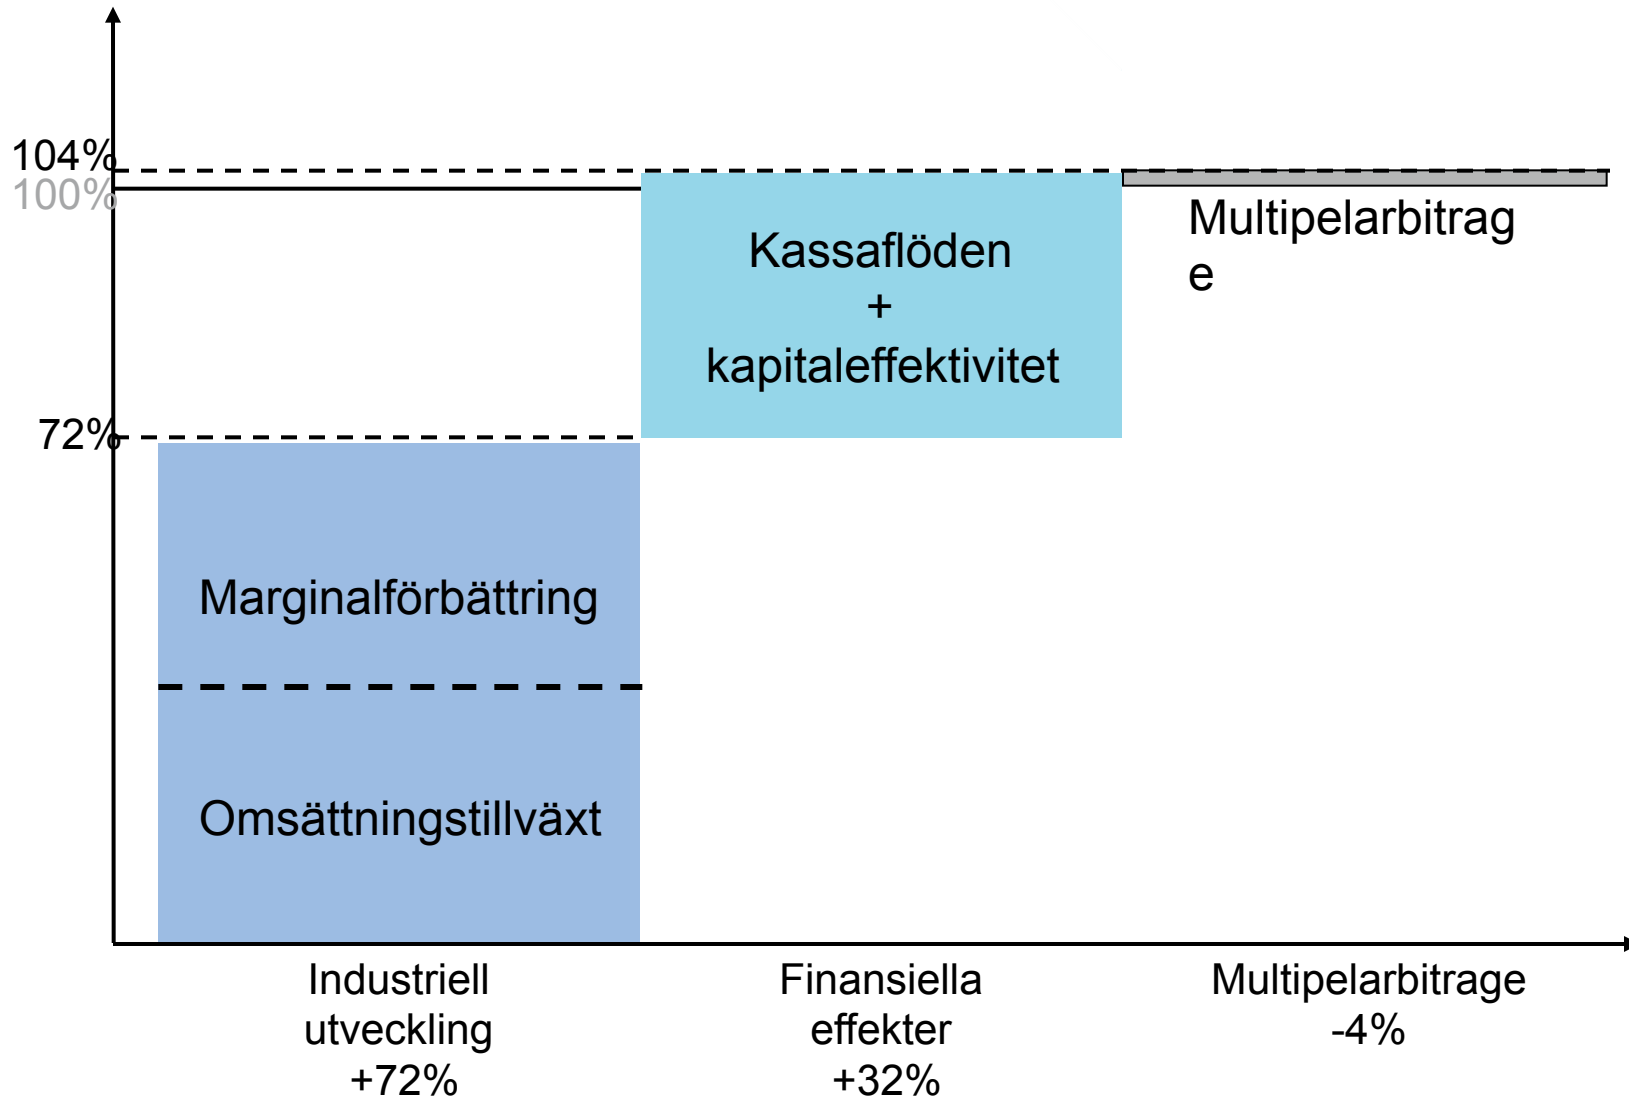 104%
100%
Multipelarbitrag
e
Kassaflöden
+
kapitaleffektivitet
72%
Marginalförbättring
Omsättningstillväxt
Industriell
utveckling
+72%
Finansiella
effekter
+32%
Multipelarbitrage
-4%